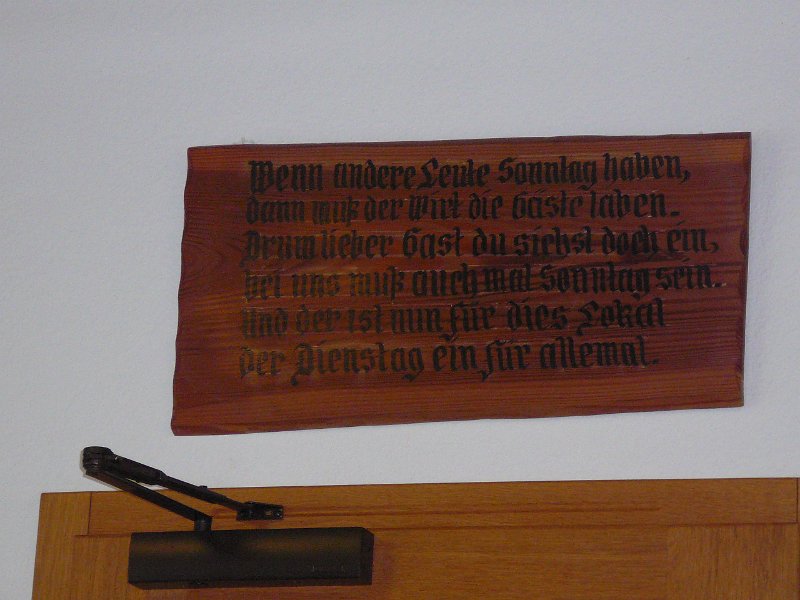 Wenn andere Leute Sonntag haben,
dann muß der Wirt die Gäste laben.
Drum lieber Gast du siehst doch ein,
bei uns muß auch mal Sonntag sein.
Und der ist nun für dies Lokal
der Dienstag ein für allemal.